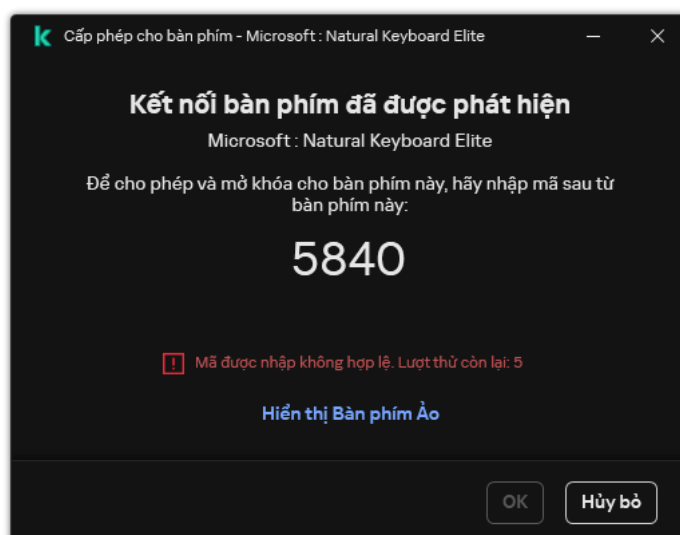 Cấp phép cho bàn phím - Microsoft : Natural Keyboard Elite
Kết nối bàn phím đã được phát hiện
Microsoft : Natural Keyboard Elite
Để cho phép và mở khóa cho bàn phím này, hãy nhập mã sau từ
bàn phím này:
5840
Mã được nhập không hợp lệ. Lượt thử còn lại: 5
Hiển thị Bàn phím Ảo
OK Hủy bỏ